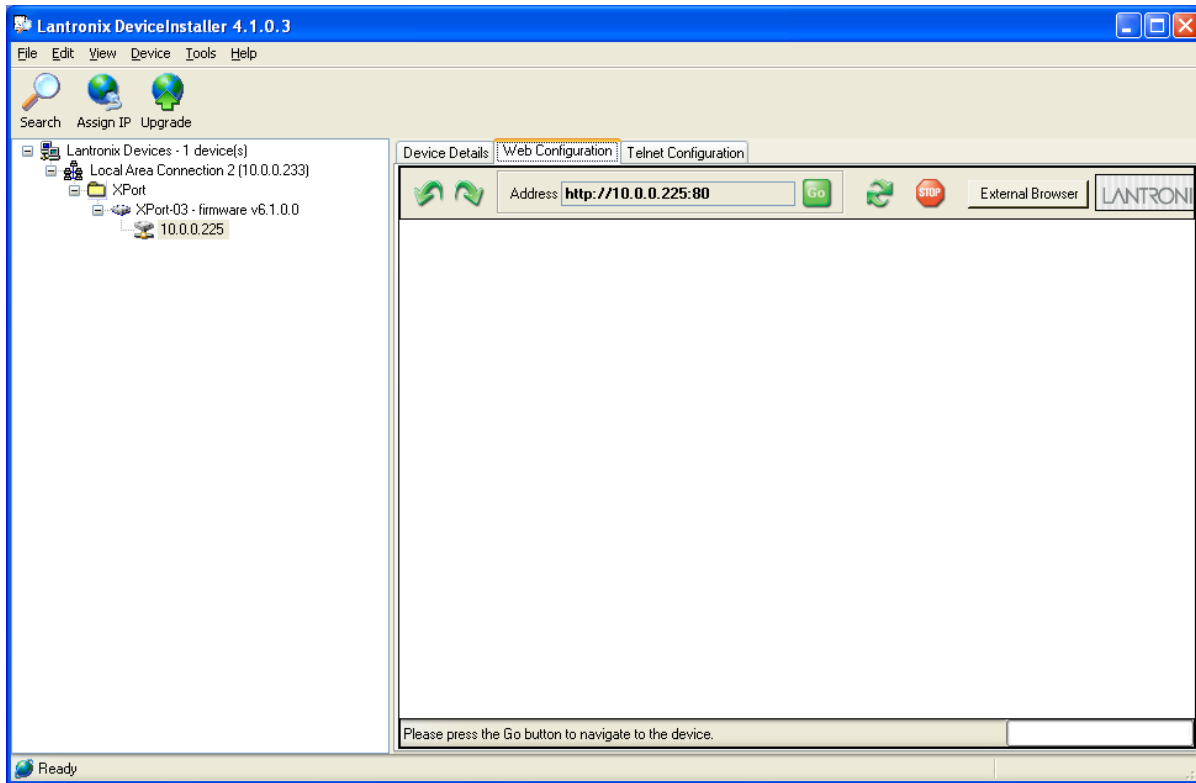 Lantronix DeviceInstaller 4.1.0.3
File Edit View Device Tools Help
Search Assign IP Upgrade
Lantronix Devices - 1 device(s)
Local Area Connection 2 (10.0.0.233)
XPort
XPort-03 - firmware v6.1.0.0
10.0.0.225
Device Details Web Configuration Telnet Configuration
Address http://10.0.0.225:80 Go STOP External Browser LANTRONI
Please press the Go button to navigate to the device.
Ready